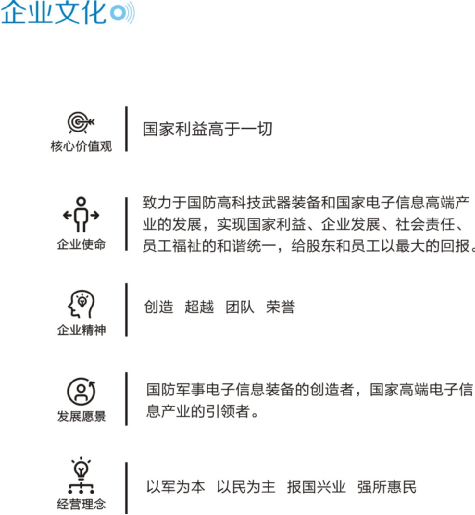 企业文化
国家利益高于一切
核心价值观
致力于国防高科技武器装备和国家电子信息高端产
业的发展，实现国家利益、企业发展、社会责任、
员工福祉的和谐统一，给股东和员工以最大的回报。
企业使命
创造 超越 团队 荣誉
企业精神
国防军事电子信息装备的创造者，国家高端电子信
息产业的引领者。
发展愿景
以军为本 以民为主 报国兴业 强所惠民
经营理念